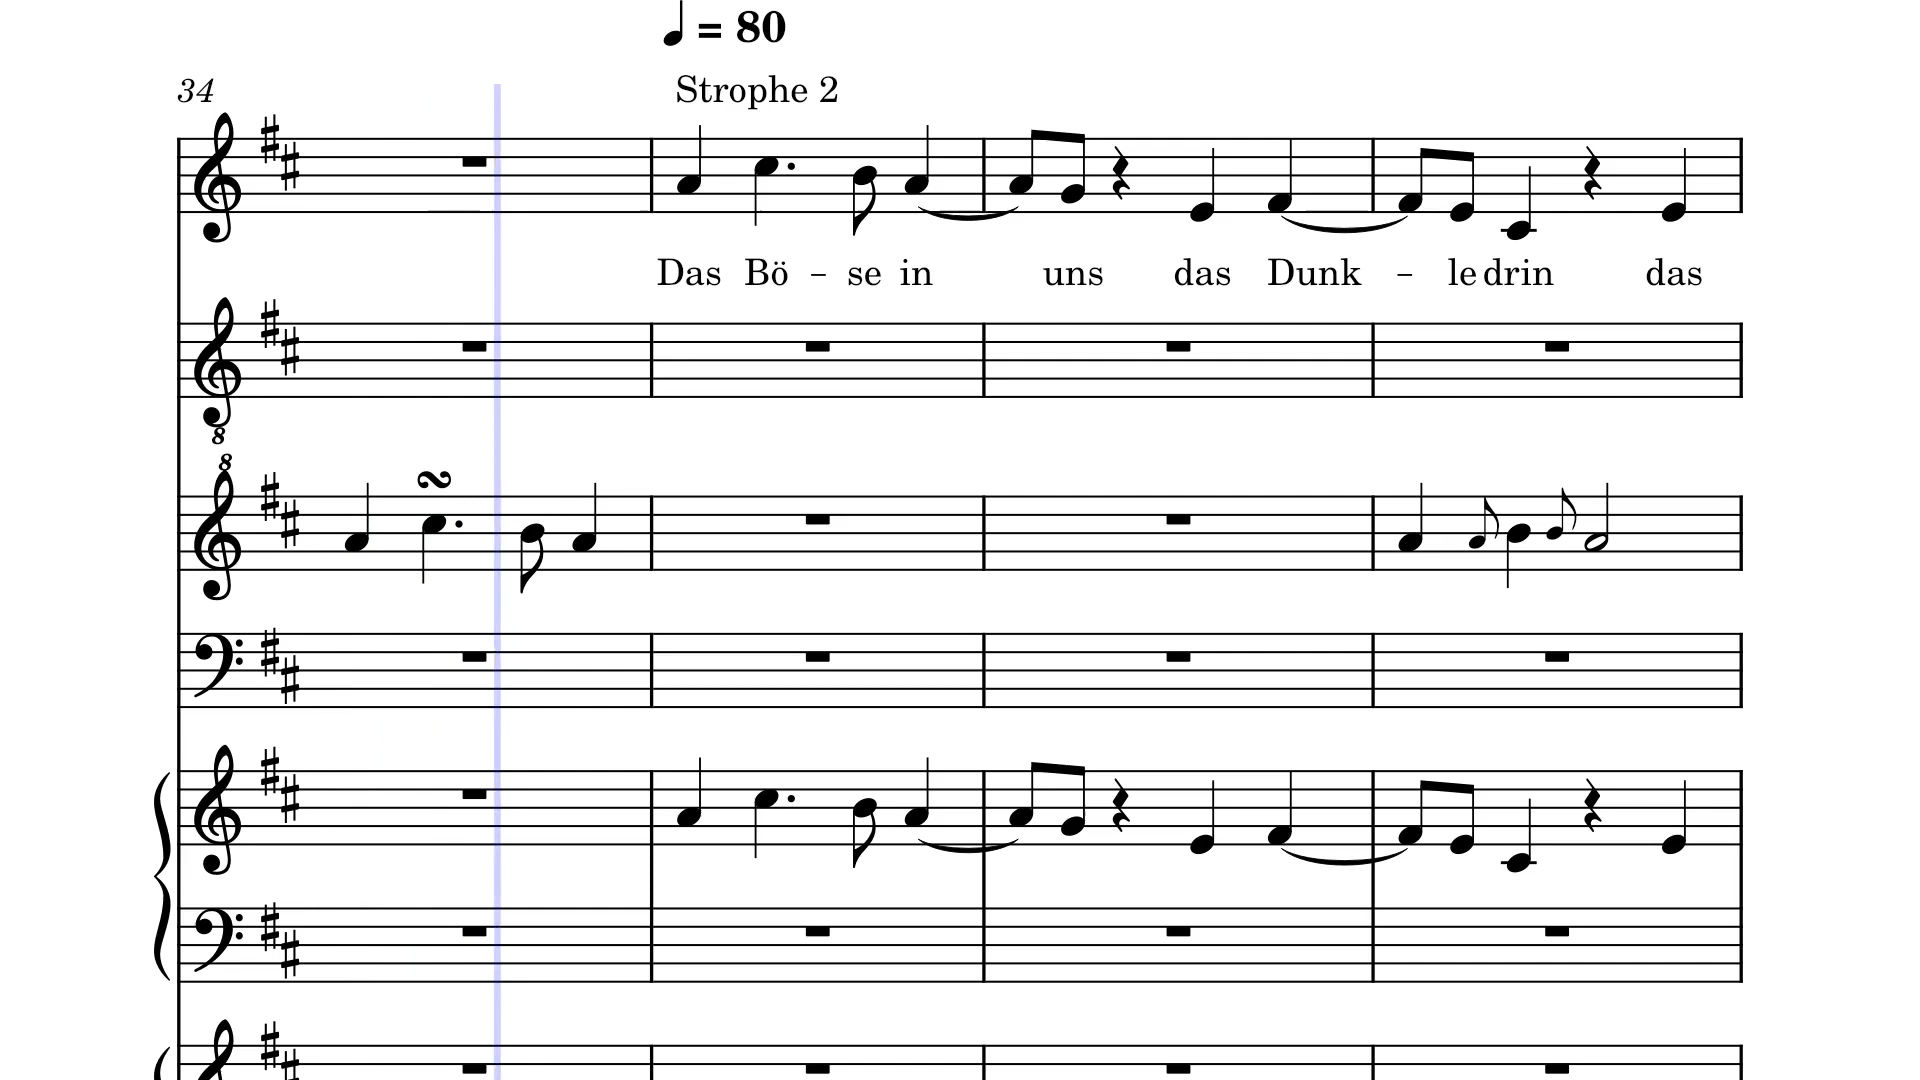 ♩ = 80
34
Strophe 2
Das Bö - se in uns das Dunk - le drin das
8
8